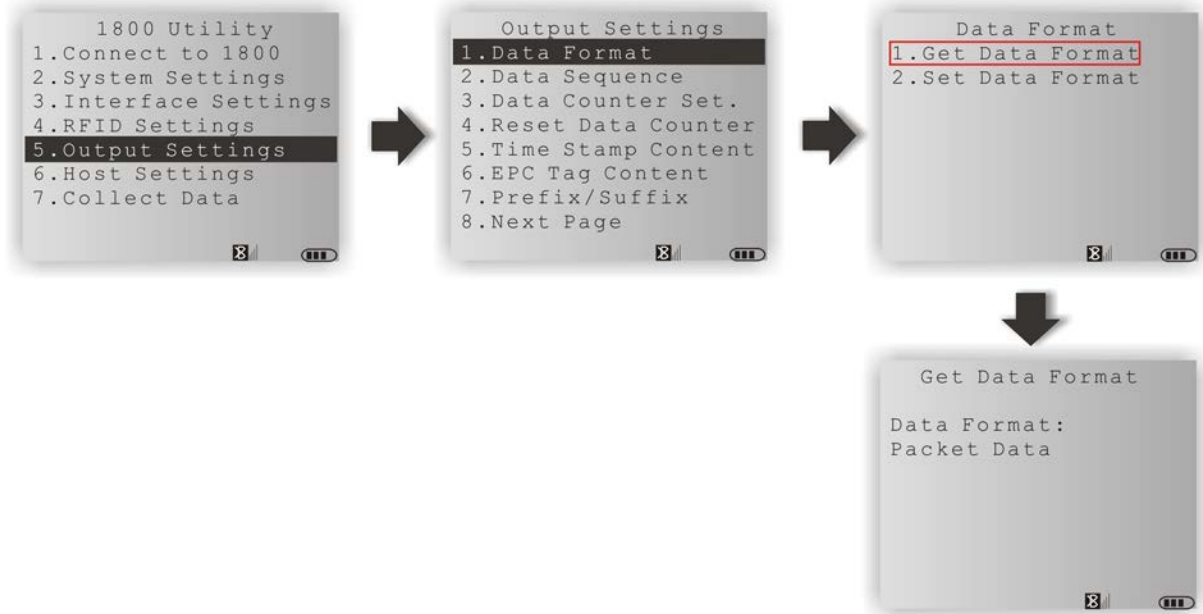 1800 Utility
1.Connect to 1800
2.System Settings
3.Interface Settings
4.RFID Settings
5.Output Settings
6.Host Settings
7.Collect Data
Output Settings
1.Data Format
2.Data Sequence
3.Data Counter Set.
4.Reset Data Counter
5.Time Stamp Content
6.EPC Tag Content
7.Prefix/Suffix
8.Next Page
Data Format
1.Get Data Format
2.Set Data Format
Get Data Format
Data Format:
Packet Data